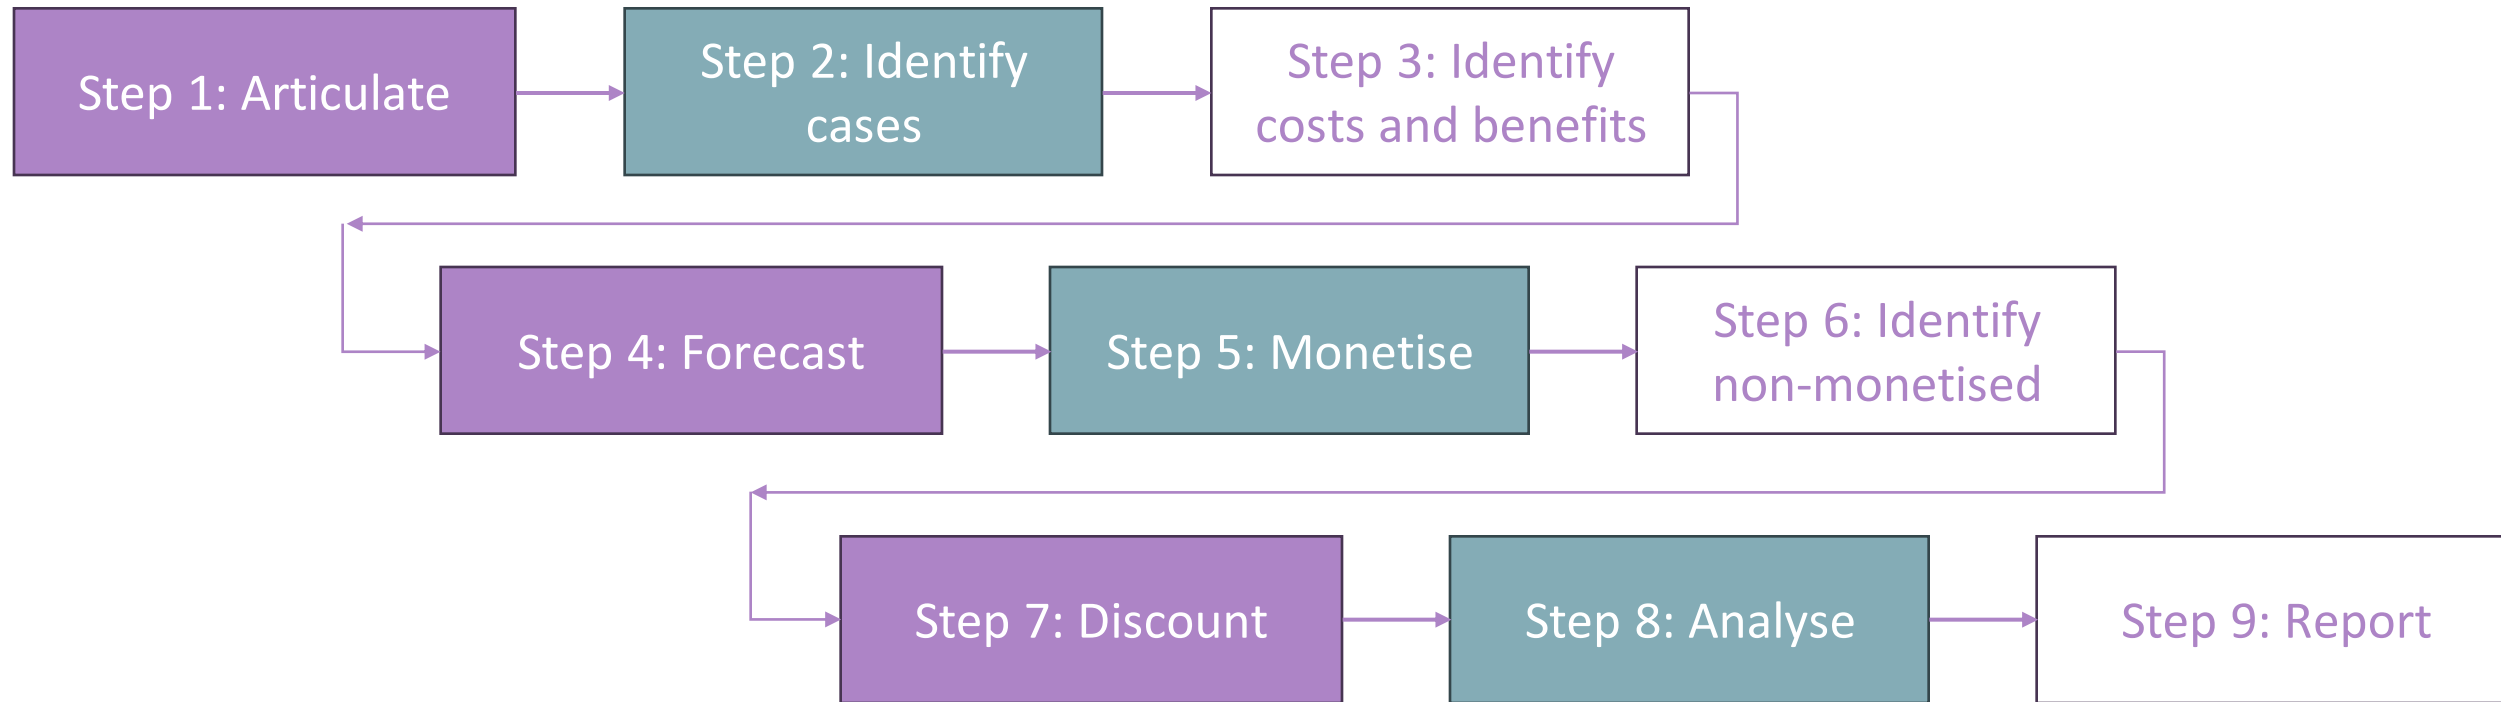 Step 1: Articulate
Step 2: Identify
cases
Step 3: Identify
costs and benefits
Step 4: Forecast
Step 5: Monetise
Step 6: Identify
non-monetised
Step 7: Discount
Step 8: Analyse
Step 9: Report